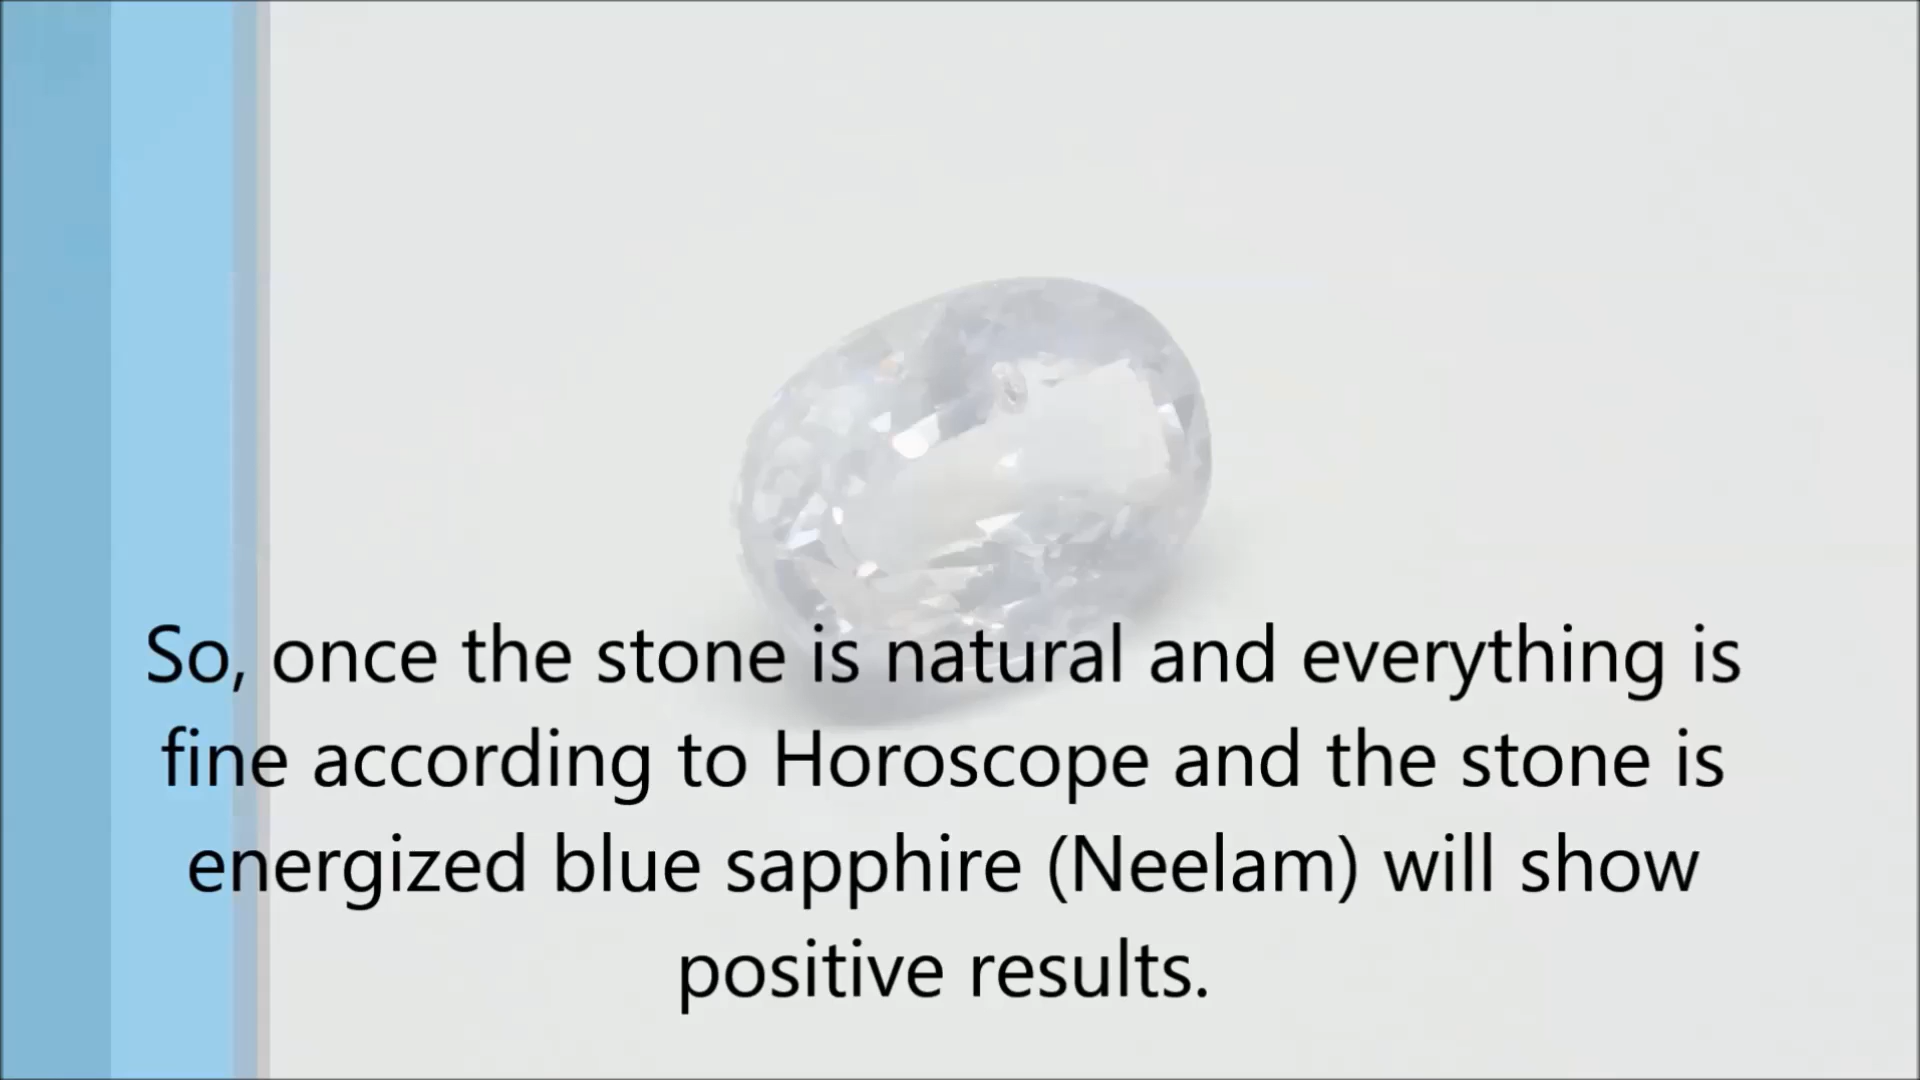 So, once the stone is natural and everything is
fine according to Horoscope and the stone is
energized blue sapphire (Neelam) will show
positive results.